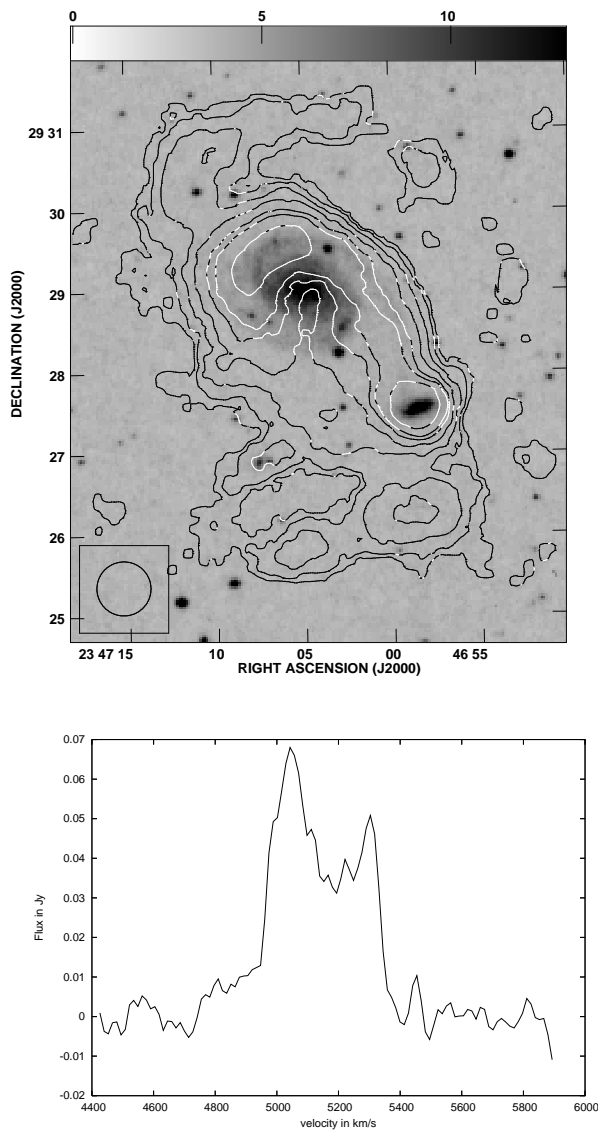 0 5 10
29 31
30
29
28
27
26
25
DECLINATION (J2000)
23 47 15 10 05 00 46 55
RIGHT ASCENSION (J2000)
0.07
0.06
0.05
0.04
0.03
0.02
0.01
0
-0.01
-0.02
Flux in Jy
4400 4600 4800 5000 5200 5400 5600 5800 6000
velocity in km/s